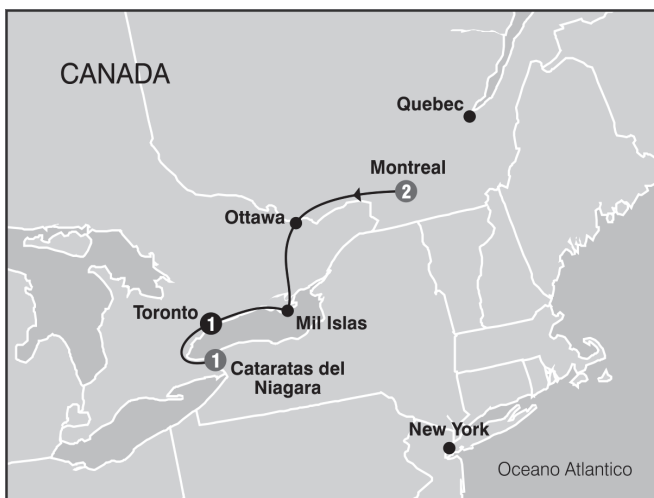 CANADA
Quebec
Montreal
2
Ottawa
Toronto
1
Mil Islas
1
Cataratas del
Niagara
New York
Oceano Atlantico